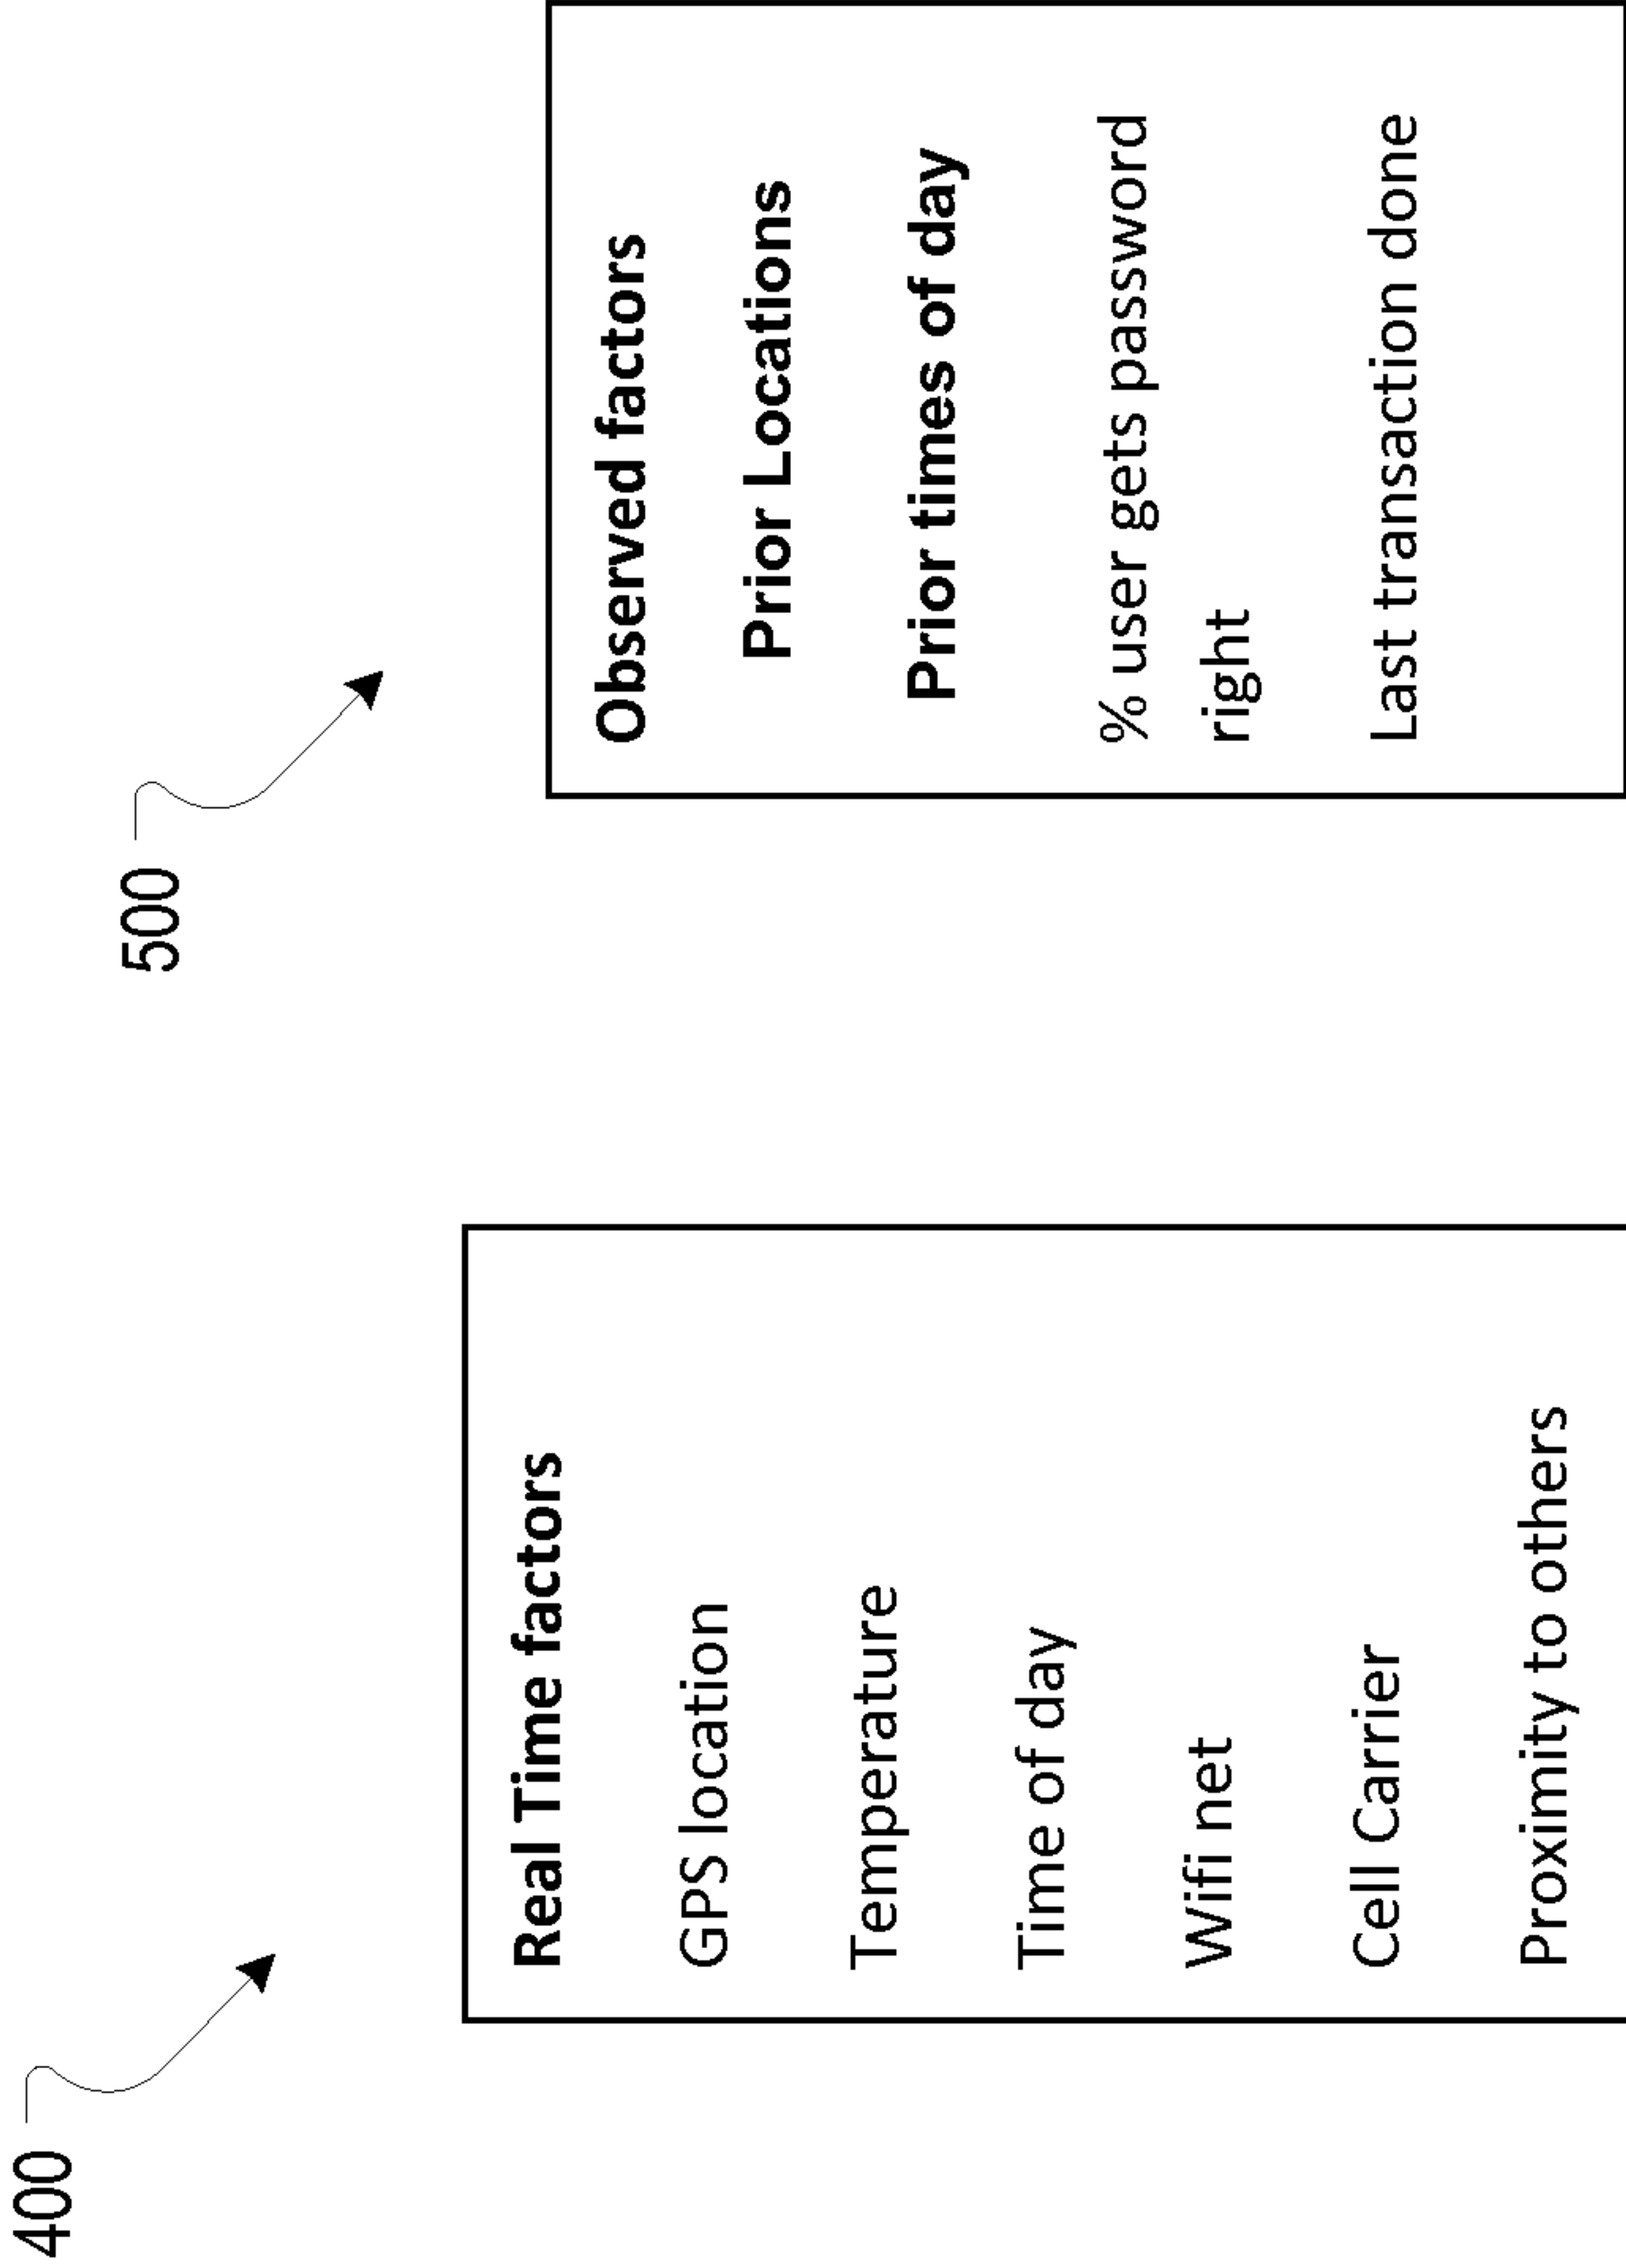 400
Real Time factors
GPS location
Temperature
Time of day
Wifi net
Cell Carrier
Proximity to others
500
Observed factors
Prior Locations
Prior times of day
% user gets password
right
Last transaction done